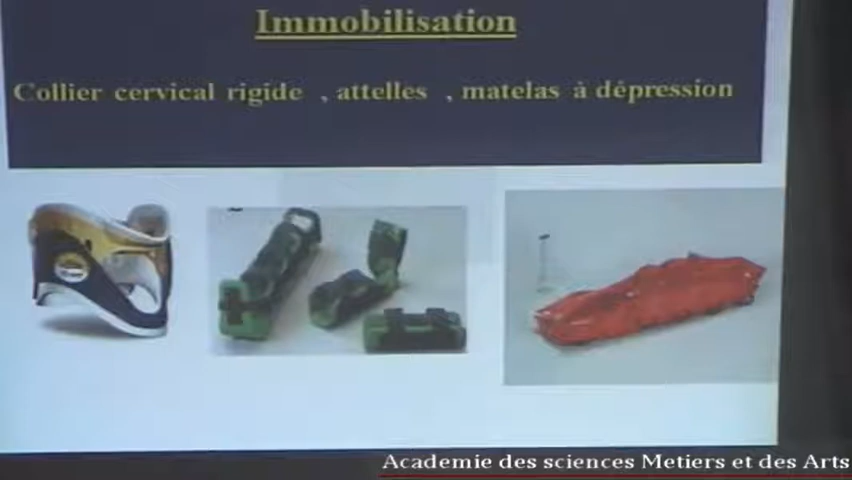 Immobilisation
Collier cervical rigide , attelles , matelas à dépression
Academie des sciences Metiers et des Arts